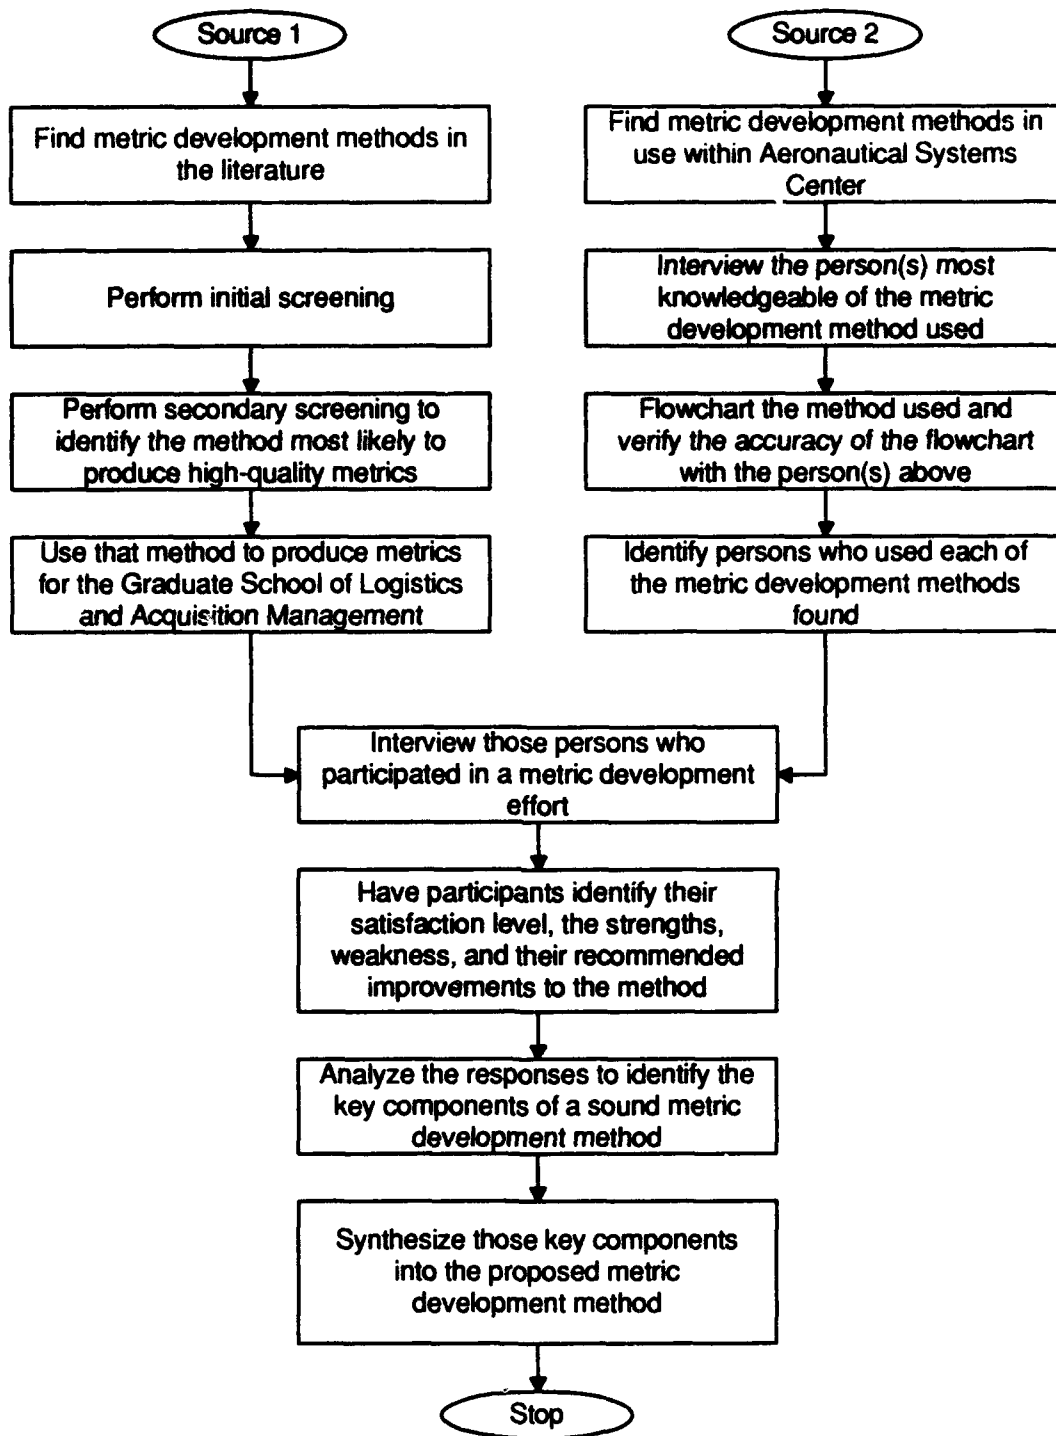 Source 1
Find metric development methods in
the literature
Perform initial screening
Perform secondary screening to
identify the method most likely to
produce high-quality metrics
Use that method to produce metrics
for the Graduate School of Logistics
and Acquisition Management
Source 2
Find metric development methods in
use within Aeronautical Systems
Center
Interview the person(s) most
knowledgeable of the metric
development method used
Flowchart the method used and
verify the accuracy of the flowchart
with the person(s) above
Identify persons who used each of
the metric development methods
found
Interview those persons who
participated in a metric development
effort
Have participants identify their
satisfaction level, the strengths,
weakness, and their recommended
improvements to the method
Analyze the responses to identify the
key components of a sound metric
development method
Synthesize those key components
into the proposed metric
development method
Stop